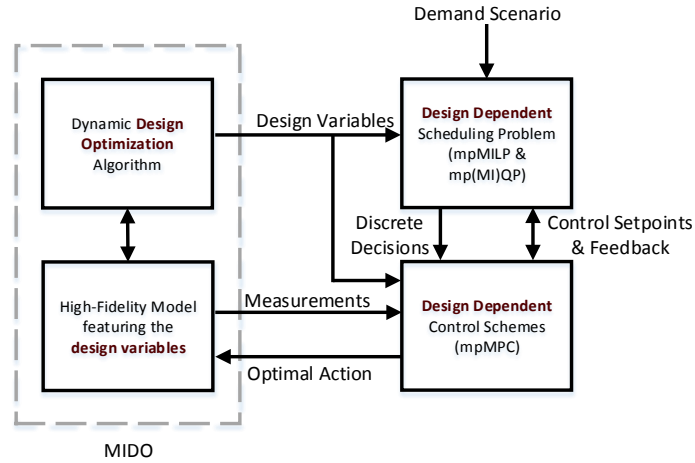 Demand Scenario
Dynamic Design
Optimization
Algorithm
Design Variables
Design Dependent
Scheduling Problem
(mpMILP &
mp(MI)QP)
Discrete
Decisions
Control Setpoints
& Feedback
High-Fidelity Model
featuring the
design variables
Measurements
Optimal Action
Design Dependent
Control Schemes
(mpMPC)
MIDO